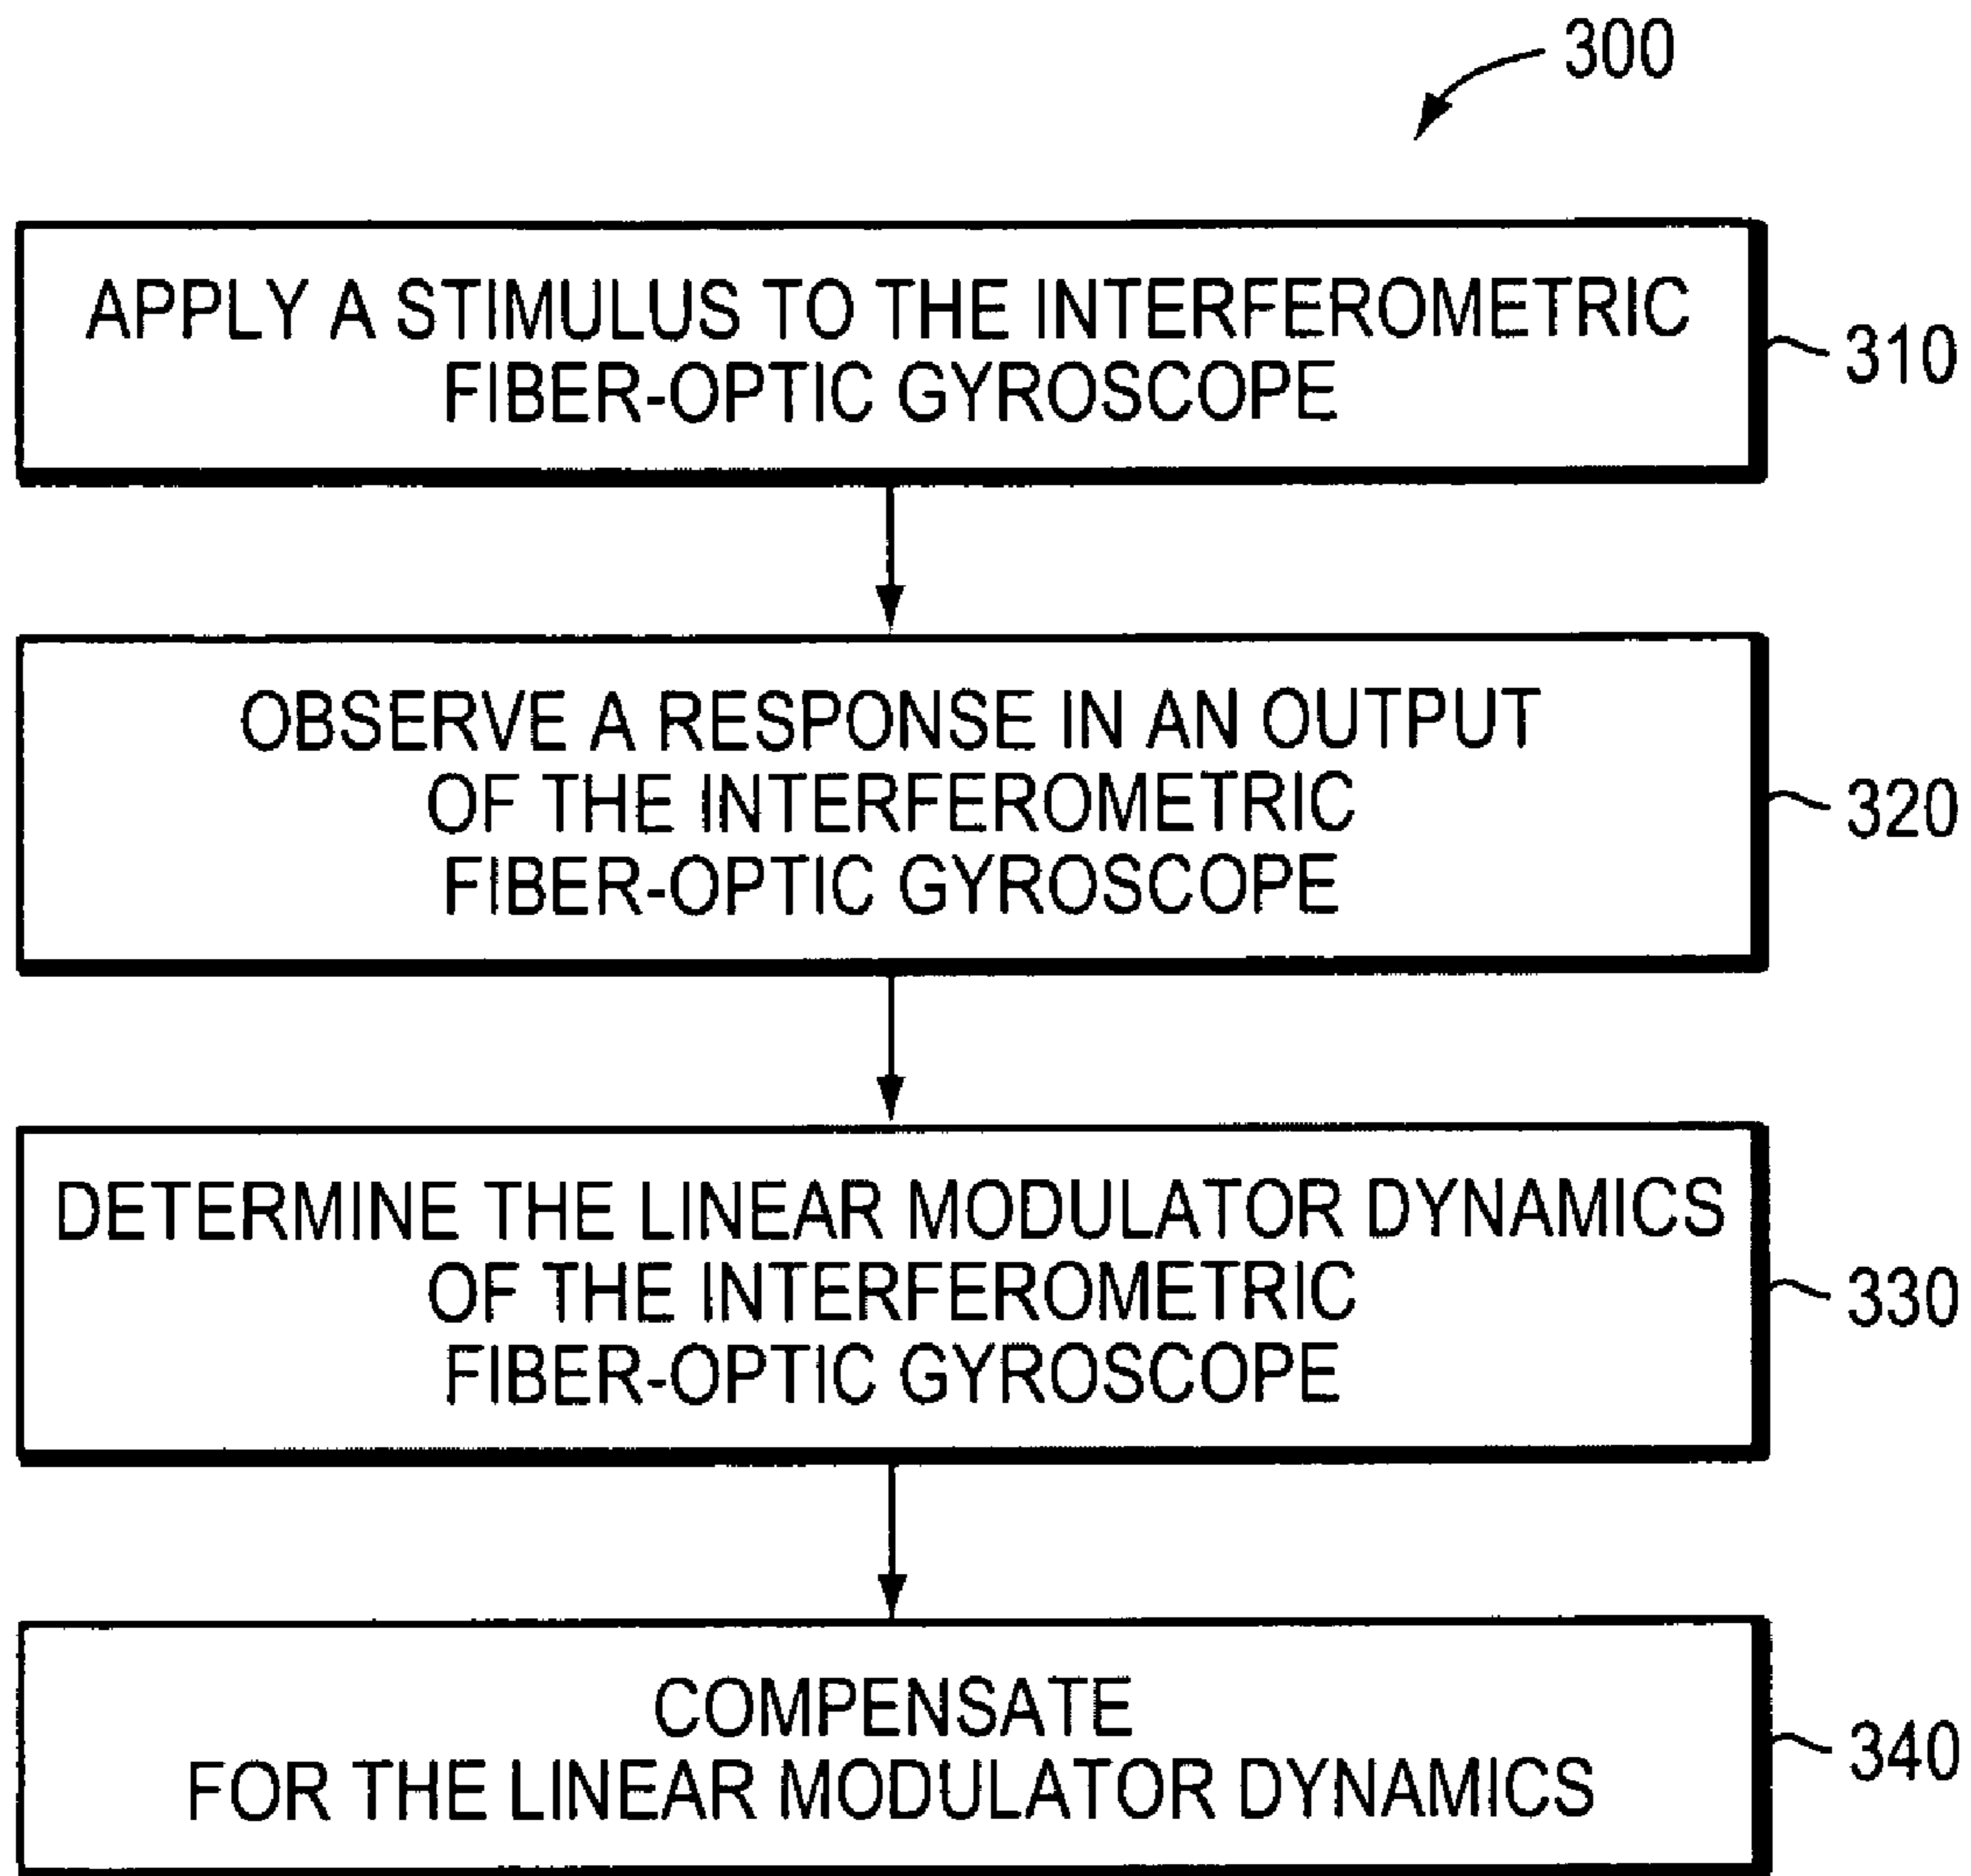 300
APPLY A STIMULUS TO THE INTERFEROMETRIC
FIBER-OPTIC GYROSCOPE
310
OBSERVE A RESPONSE IN AN OUTPUT
OF THE INTERFEROMETRIC
FIBER-OPTIC GYROSCOPE
320
DETERMINE THE LINEAR MODULATOR DYNAMICS
OF THE INTERFEROMETRIC
FIBER-OPTIC GYROSCOPE
330
COMPENSATE
FOR THE LINEAR MODULATOR DYNAMICS
340